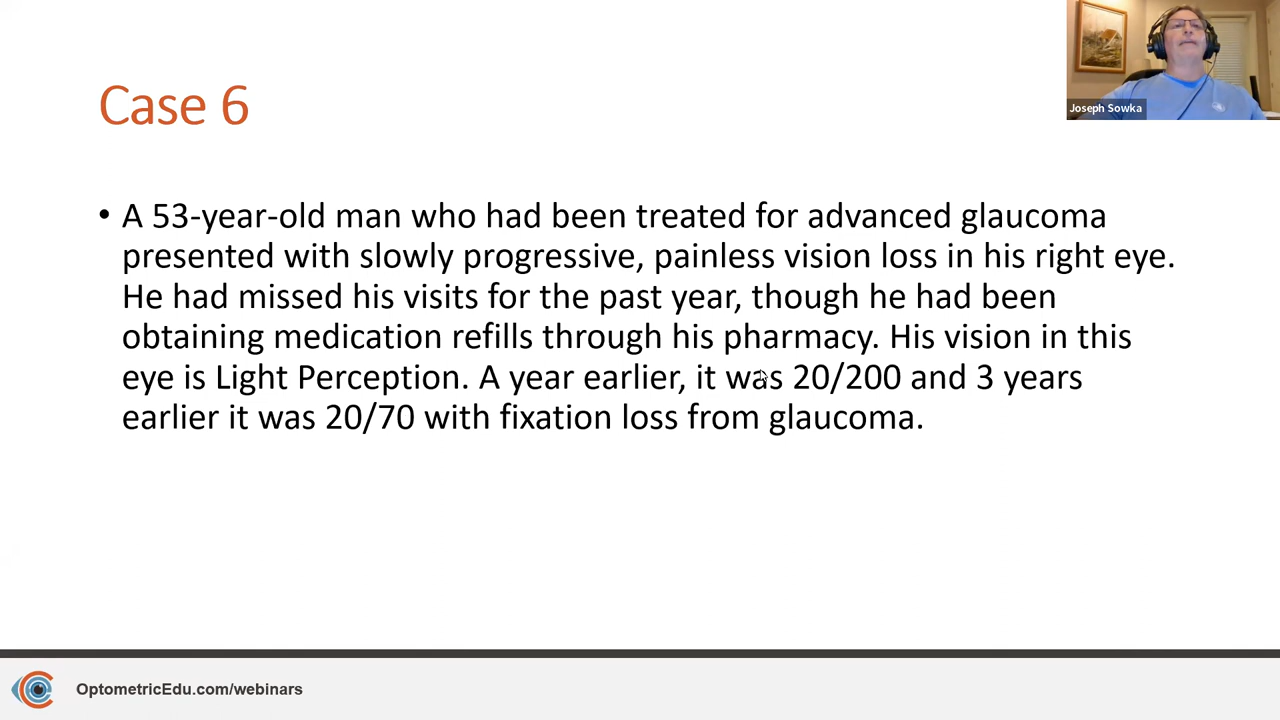 Joseph Sowka
Case 6
• A 53-year-old man who had been treated for advanced glaucoma
presented with slowly progressive, painless vision loss in his right eye.
He had missed his visits for the past year, though he had been
obtaining medication refills through his pharmacy. His vision in this
eye is Light Perception. A year earlier, it was 20/200 and 3 years
earlier it was 20/70 with fixation loss from glaucoma.
OptometricEdu.com/webinars